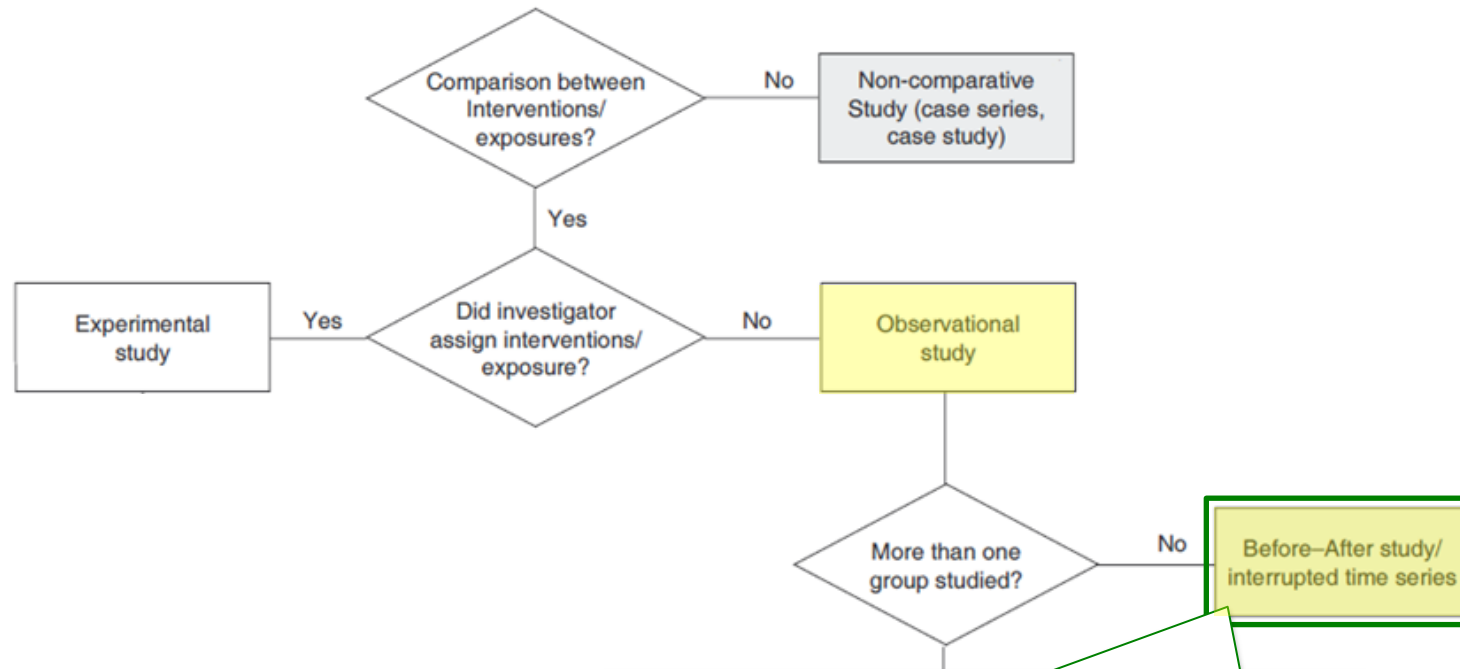 Comparison between
Interventions/
exposures?
No
Non-comparative
Study (case series,
case study)
Yes
Experimental
study
Yes
Did investigator
assign interventions/
exposure?
No
Observational
study
More than one
group studied?
No
Before–After study/
interrupted time series